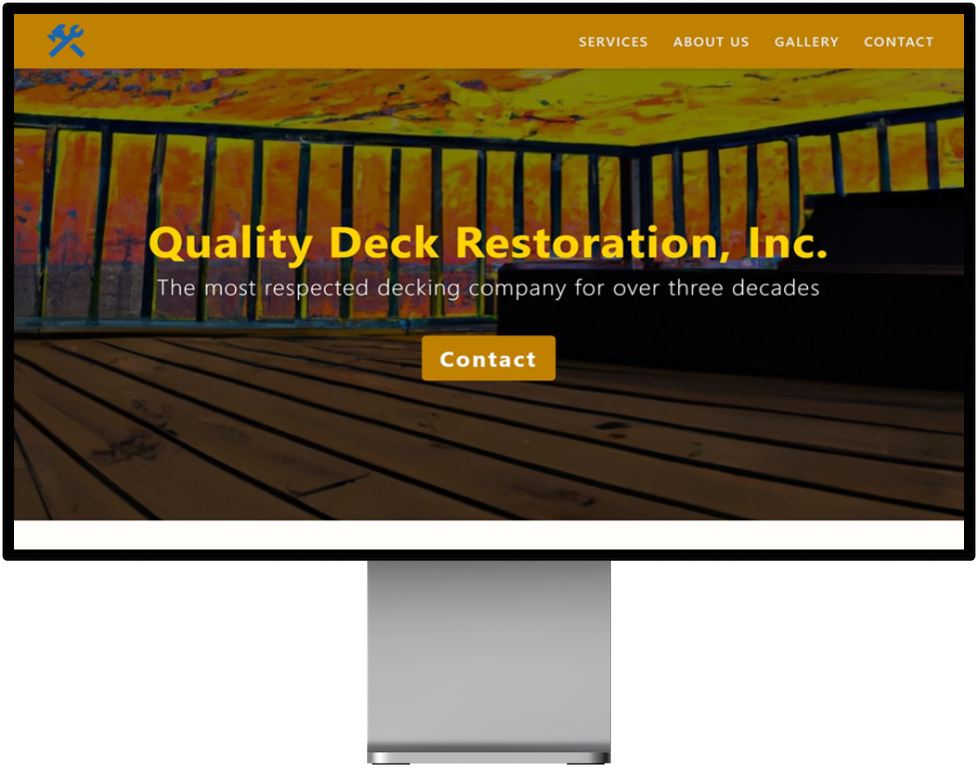 SERVICES ABOUT US GALLERY CONTACT
Quality Deck Restoration, Inc.
The most respected decking company for over three decades
Contact